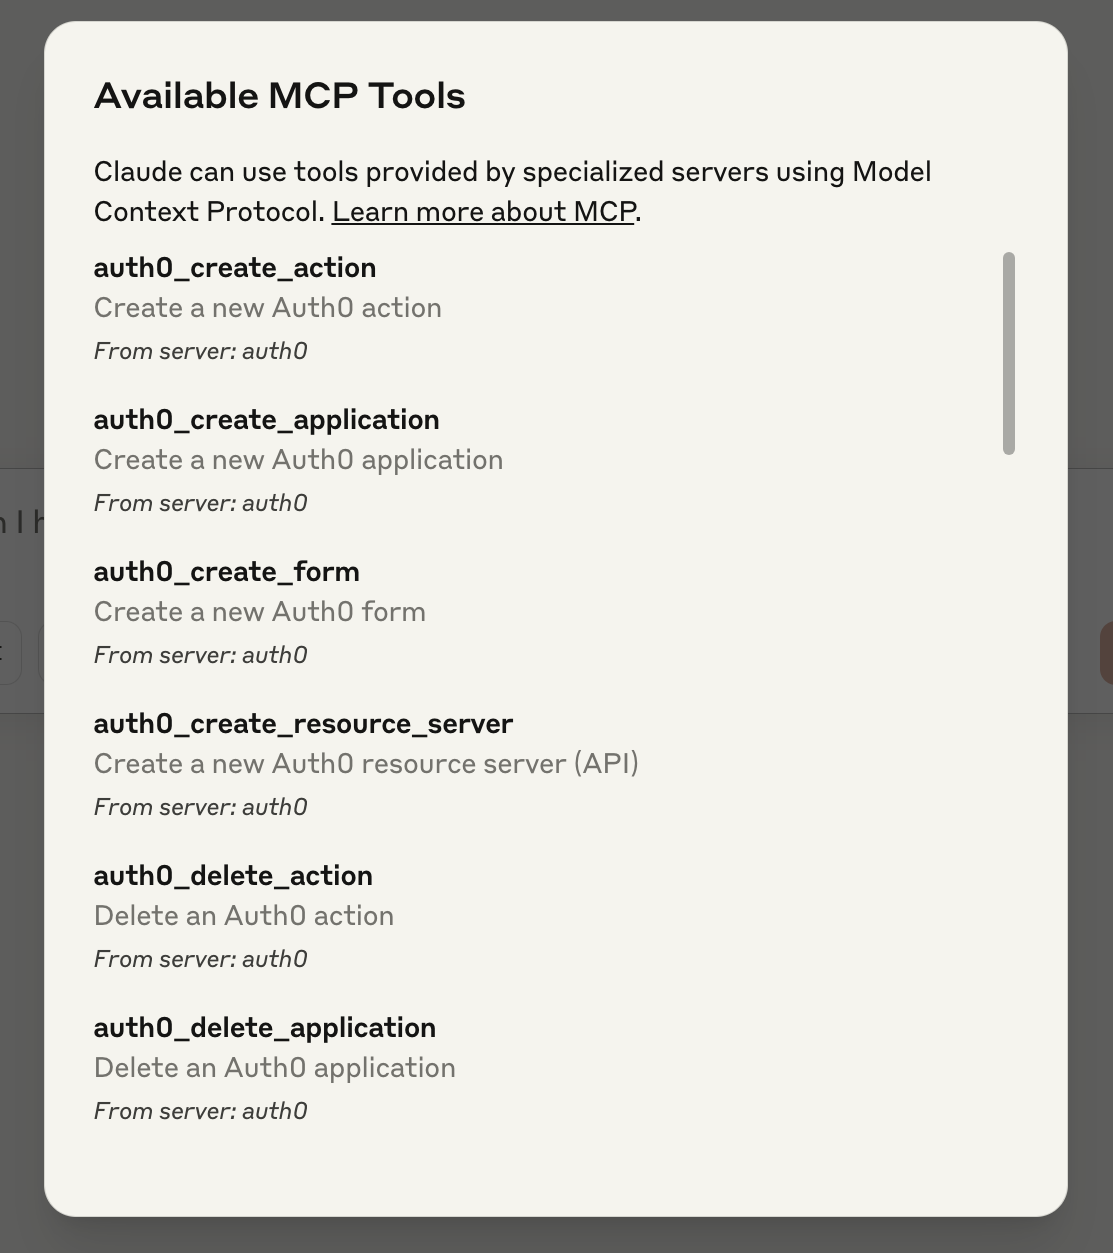 Available MCP Tools
Claude can use tools provided by specialized servers using Model
Context Protocol. Learn more about MCP.
auth0_create_action
Create a new Auth0 action
From server: auth0
auth0_create_application
Create a new Auth0 application
From server: auth0
auth0_create_form
Create a new Auth0 form
From server: auth0
auth0_create_resource_server
Create a new Auth0 resource server (API)
From server: auth0
auth0_delete_action
Delete an Auth0 action
From server: auth0
auth0_delete_application
Delete an Auth0 application
From server: auth0